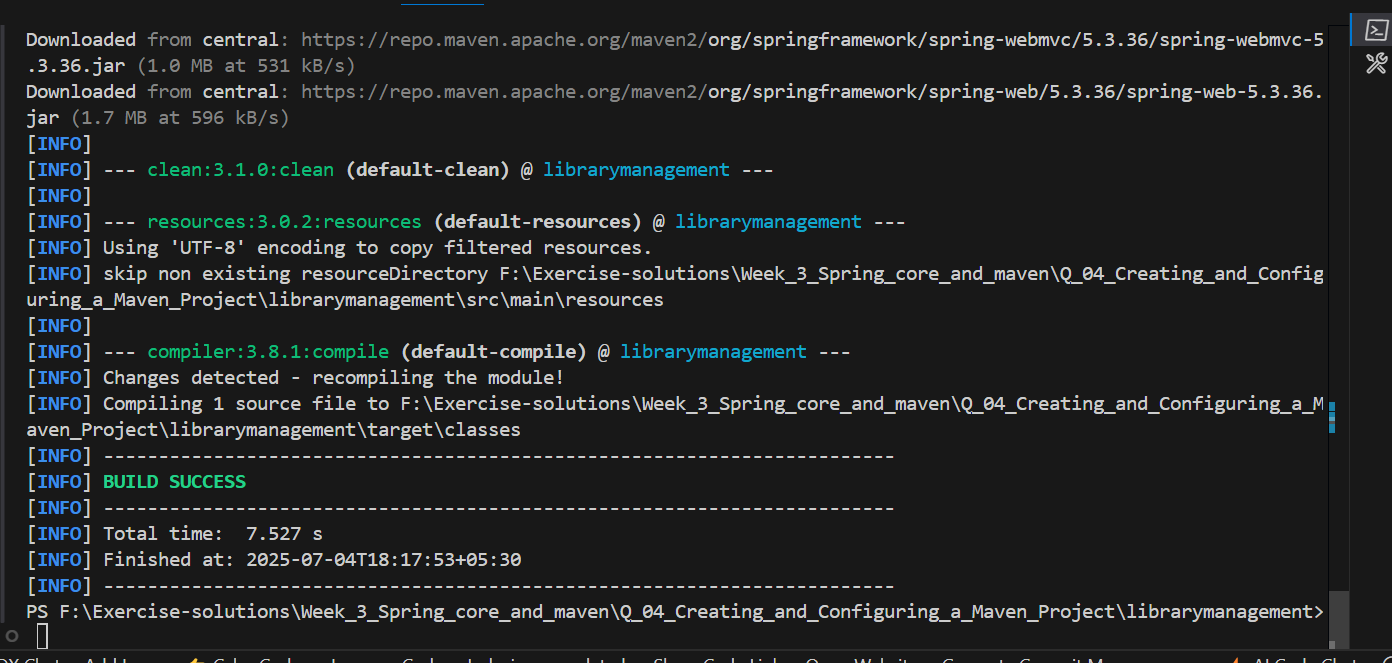 Downloaded from central: https://repo.maven.apache.org/maven2/org/springframework/spring-webmvc/5.3.36/spring-webmvc-5
.3.36.jar (1.0 MB at 531 kB/s)
Downloaded from central: https://repo.maven.apache.org/maven2/org/springframework/spring-web/5.3.36/spring-web-5.3.36.
jar (1.7 MB at 596 kB/s)
[INFO]
[INFO] --- clean:3.1.0:clean (default-clean) @ librarymanagement ---
[INFO]
[INFO] --- resources:3.0.2:resources (default-resources) @ librarymanagement ---
[INFO] Using 'UTF-8' encoding to copy filtered resources.
[INFO] skip non existing resourceDirectory F:\Exercise-solutions\Week_3_Spring_core_and_maven\Q_04_Creating_and_Config
uring_a_Maven_Project\librarymanagement\src\main\resources
[INFO]
[INFO] --- compiler:3.8.1:compile (default-compile) @ librarymanagement ---
[INFO] Changes detected - recompiling the module!
[INFO] Compiling 1 source file to F:\Exercise-solutions\Week_3_Spring_core_and_maven\Q_04_Creating_and_Configuring_a_M
aven_Project\librarymanagement\target\classes
[INFO] ------------------------------------------------------------------------
[INFO] BUILD SUCCESS
[INFO] ------------------------------------------------------------------------
[INFO] Total time:  7.527 s
[INFO] Finished at: 2025-07-04T18:17:53+05:30
[INFO] ------------------------------------------------------------------------
PS F:\Exercise-solutions\Week_3_Spring_core_and_maven\Q_04_Creating_and_Configuring_a_Maven_Project\librarymanagement>